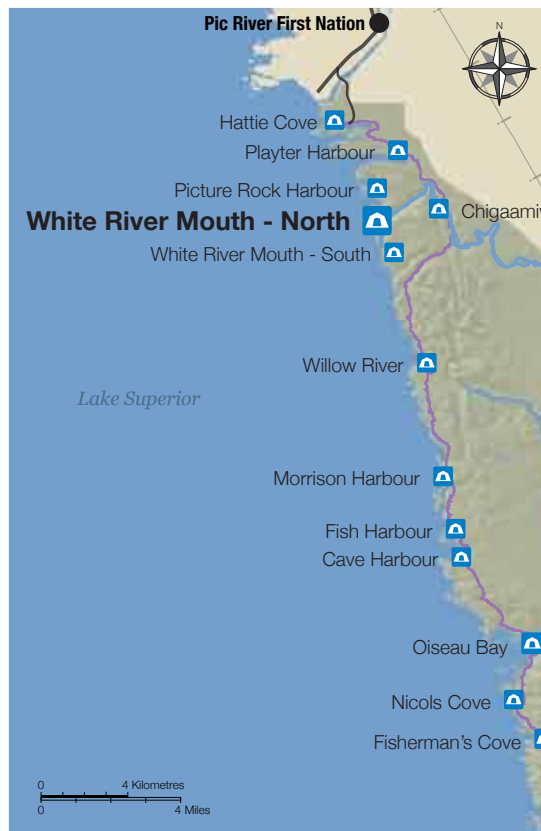 Pic River First Nation
N
Hattie Cove
Playter Harbour
Picture Rock Harbour
Chigaamiw
White River Mouth - North
White River Mouth - South
Willow River
Lake Superior
Morrison Harbour
Fish Harbour
Cave Harbour
Oiseau Bay
Nicols Cove
Fisherman's Cove
0 4 Kilometres
0 4 Miles